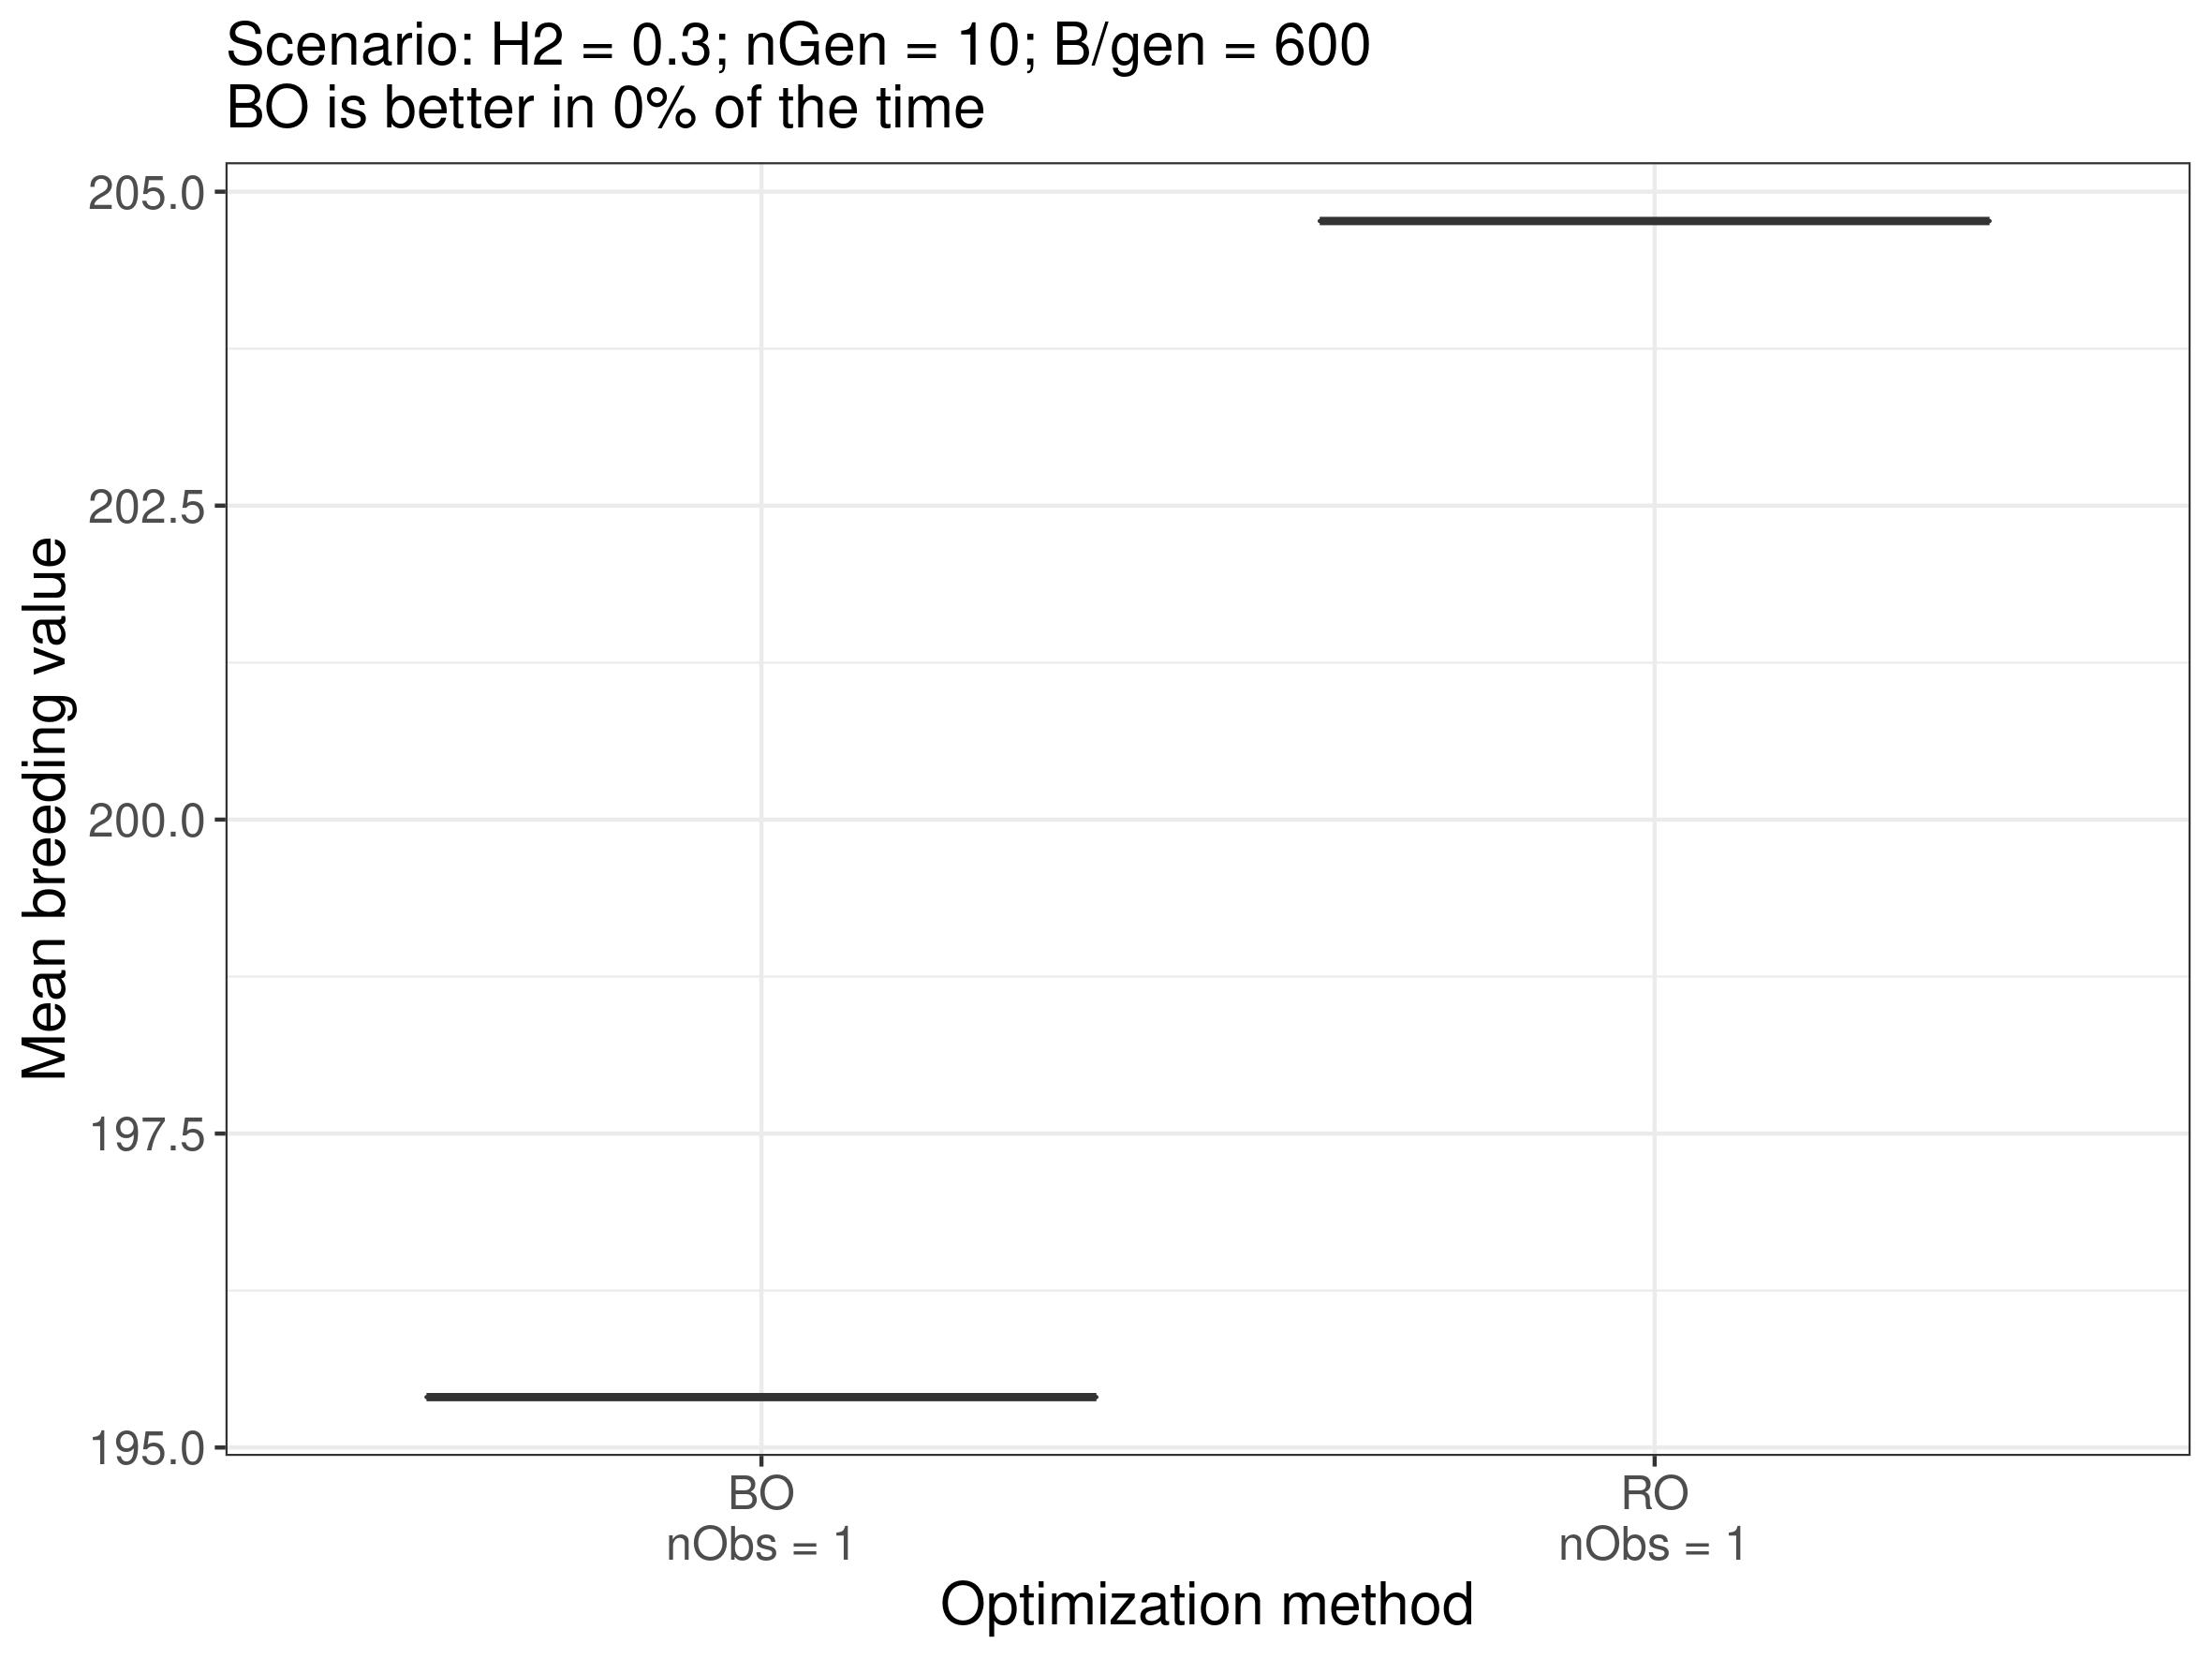 Scenario: H2 = 0.3; nGen = 10; B/gen = 600
BO is better in 0% of the time
Mean breeding value
205.0
202.5
200.0
197.5
195.0
BO
nObs = 1
RO
nObs = 1
Optimization method